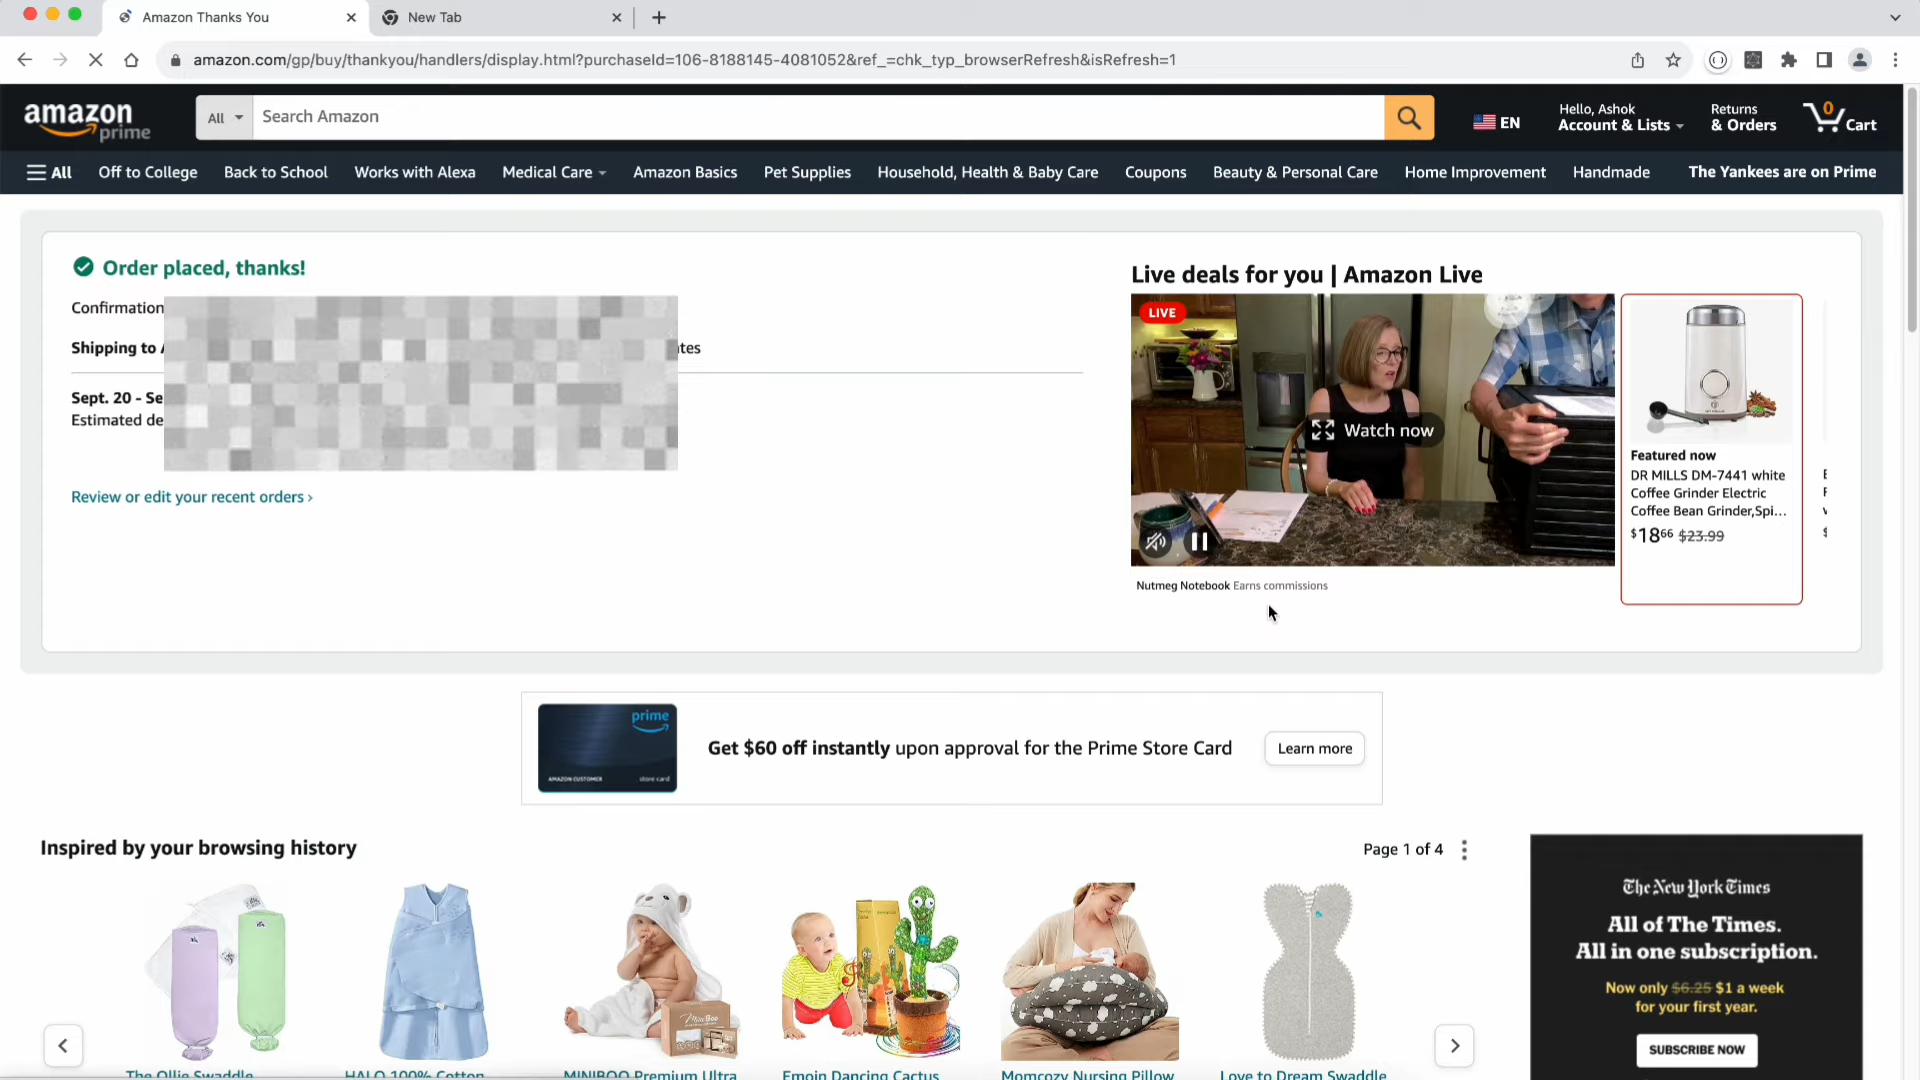 Amazon Thanks You
New Tab
amazon.com/gp/buy/thankyou/handlers/display.html?purchaseId=106-8188145-4081052&ref_=chk_typ_browserRefresh&isRefresh=1
amazon prime
All
Search Amazon
EN
Hello, Ashok
Account & Lists
Returns
& Orders
0
Cart
All
Off to College
Back to School
Works with Alexa
Medical Care
Amazon Basics
Pet Supplies
Household, Health & Baby Care
Coupons
Beauty & Personal Care
Home Improvement
Handmade
The Yankees are on Prime
Order placed, thanks!
Confirmation
Shipping to
Sept. 20 - Se
Estimated de
Review or edit your recent orders ›
Live deals for you | Amazon Live
LIVE
Watch now
Nutmeg Notebook Earns commissions
Featured now
DR MILLS DM-7441 white
Coffee Grinder Electric
Coffee Bean Grinder,Spi...
$18⁶⁶ $23.99
prime
AMAZON CUSTOMER
store card
Get $60 off instantly upon approval for the Prime Store Card
Learn more
Inspired by your browsing history
Page 1 of 4
The Ollie Swaddle
HALO 100% Cotton
MINIBOO Premium Ultra
Emoin Dancing Cactus
Momcozy Nursing Pillow
Love to Dream Swaddle
The New York Times
All of The Times.
All in one subscription.
Now only $6.25 $1 a week
for your first year.
SUBSCRIBE NOW